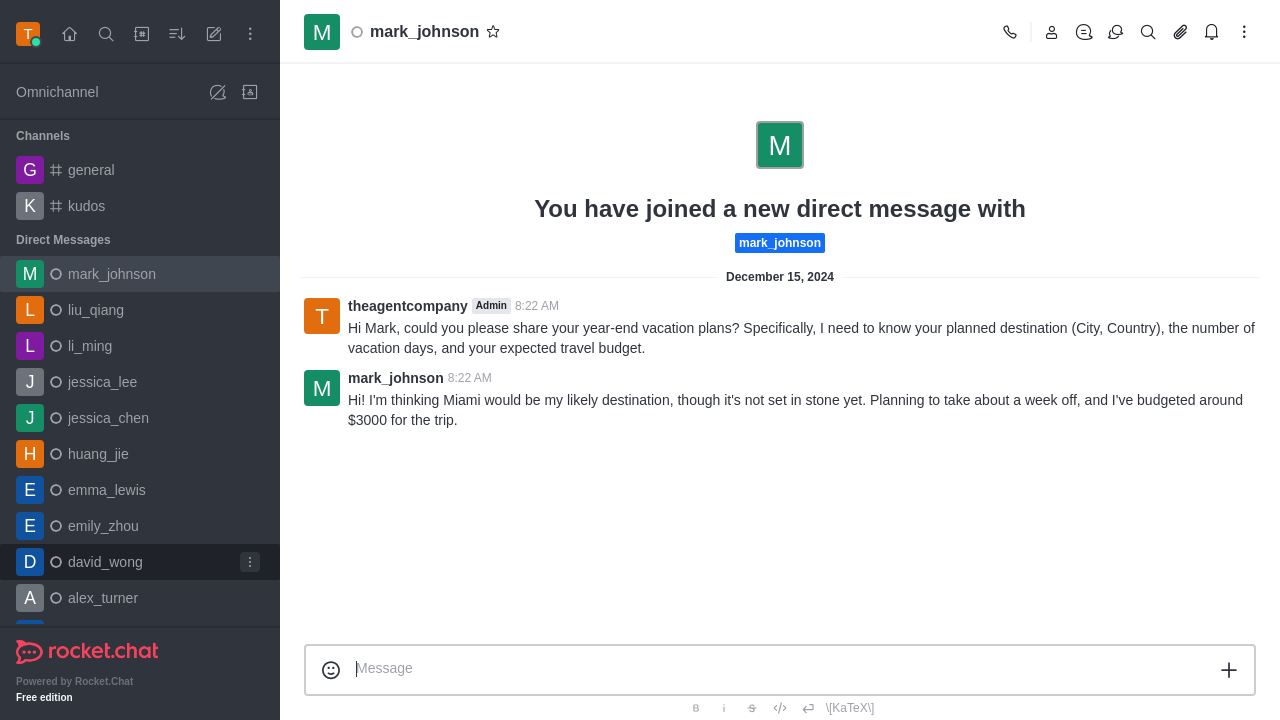 T
Omnichannel
Channels
G general
K kudos
Direct Messages
M mark_johnson
L liu_qiang
L li_ming
J jessica_lee
J jessica_chen
H huang_jie
E emma_lewis
E emily_zhou
D david_wong
A alex_turner
rocket.chat
Powered by Rocket.Chat
Free edition
M mark_johnson
M
You have joined a new direct message with
mark_johnson
December 15, 2024
T theagentcompany Admin 8:22 AM
Hi Mark, could you please share your year-end vacation plans? Specifically, I need to know your planned destination (City, Country), the number of
vacation days, and your expected travel budget.
M mark_johnson 8:22 AM
Hi! I'm thinking Miami would be my likely destination, though it's not set in stone yet. Planning to take about a week off, and I've budgeted around
$3000 for the trip.
Message
B i S \[KaTeX\]